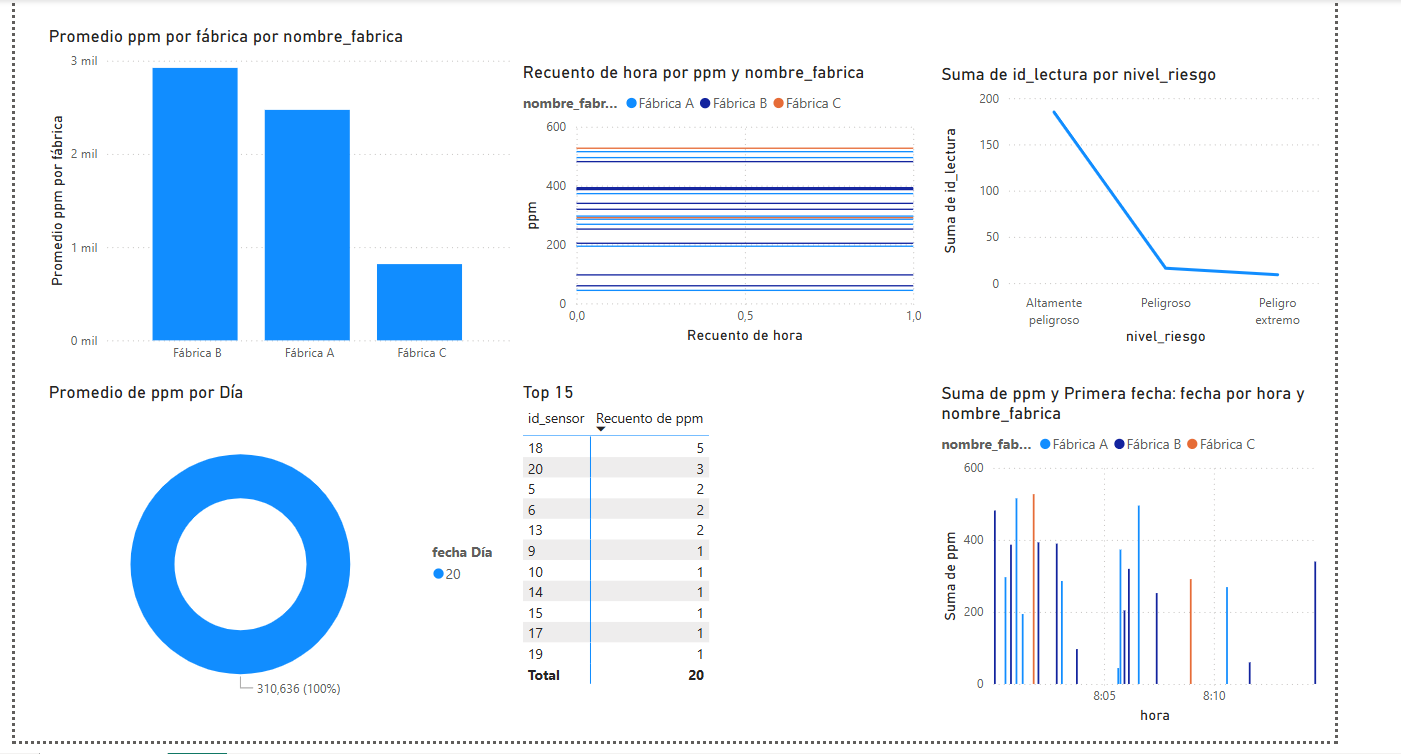 Promedio ppm por fábrica por nombre_fabrica
3 mil
2 mil
1 mil
0 mil
Promedio ppm por fábrica
Fábrica B
Fábrica A
Fábrica C
Recuento de hora por ppm y nombre_fabrica
nombre_fabr... Fábrica A Fábrica B Fábrica C
600
400
200
0
ppm
0,0 0,5 1,0
Recuento de hora
Suma de id_lectura por nivel_riesgo
200
150
100
50
0
Suma de id_lectura
Altamente
peligroso
Peligroso
Peligro
extremo
nivel_riesgo
Promedio de ppm por Día
fecha Día
20
310,636 (100%)
Top 15
id_sensor Recuento de ppm
18 5
20 3
5 2
6 2
13 2
9 1
10 1
14 1
15 1
17 1
19 1
Total 20
Suma de ppm y Primera fecha: fecha por hora y
nombre_fabrica
nombre_fab... Fábrica A Fábrica B Fábrica C
600
400
200
0
Suma de ppm
8:05 8:10
hora